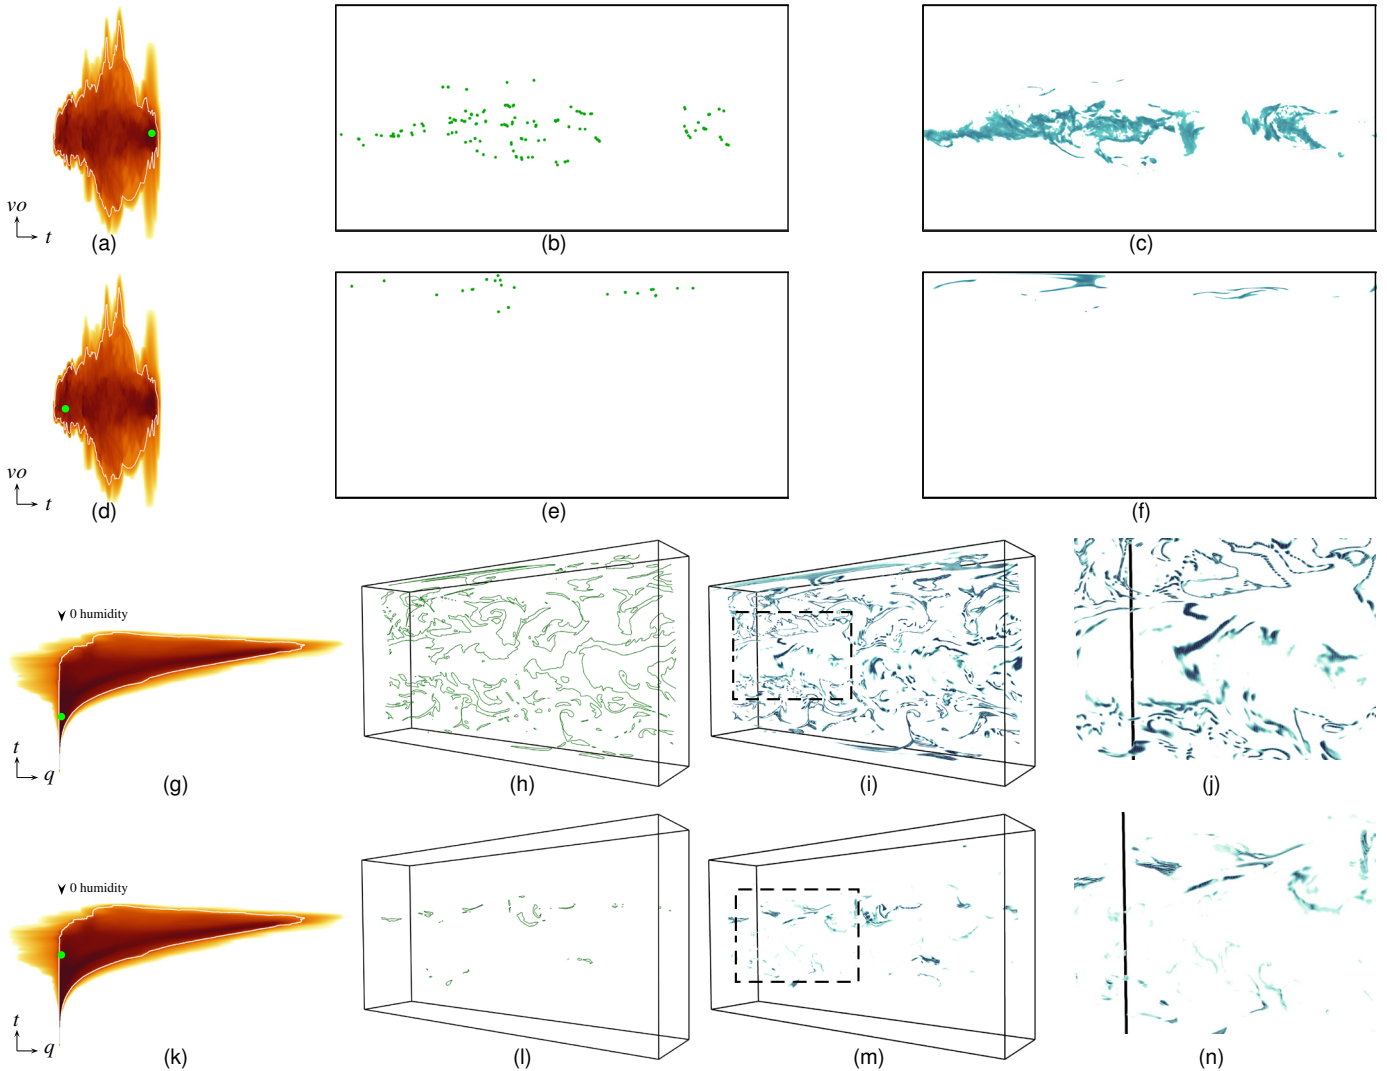 vo
t
(a)
(b)
(c)
vo
t
(d)
(e)
(f)
0 humidity
t
q
(g)
(h)
(i)
(j)
0 humidity
t
q
(k)
(l)
(m)
(n)